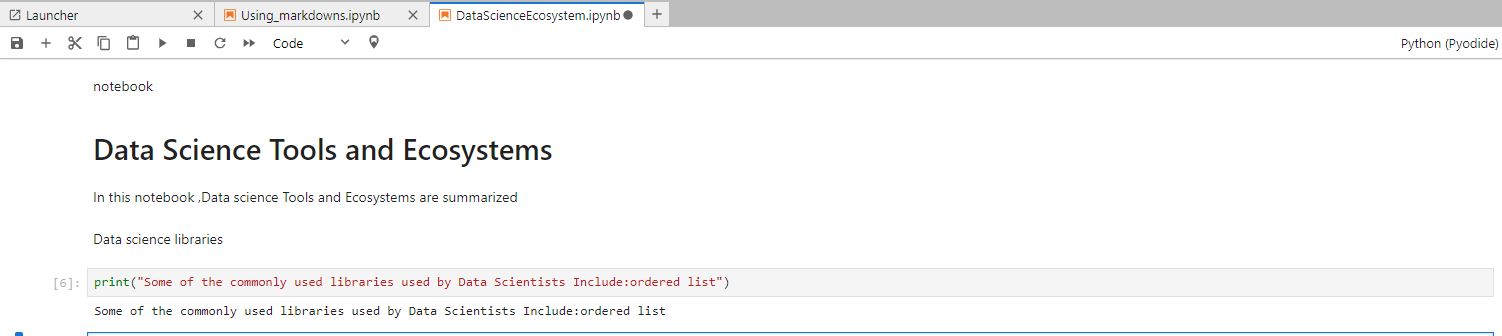 Launcher
Using_markdowns.ipynb
DataScienceEcosystem.ipynb
Code
Python (Pyodide)
notebook
Data Science Tools and Ecosystems
In this notebook ,Data science Tools and Ecosystems are summarized
Data science libraries
[6]: print("Some of the commonly used libraries used by Data Scientists Include:ordered list")
Some of the commonly used libraries used by Data Scientists Include:ordered list